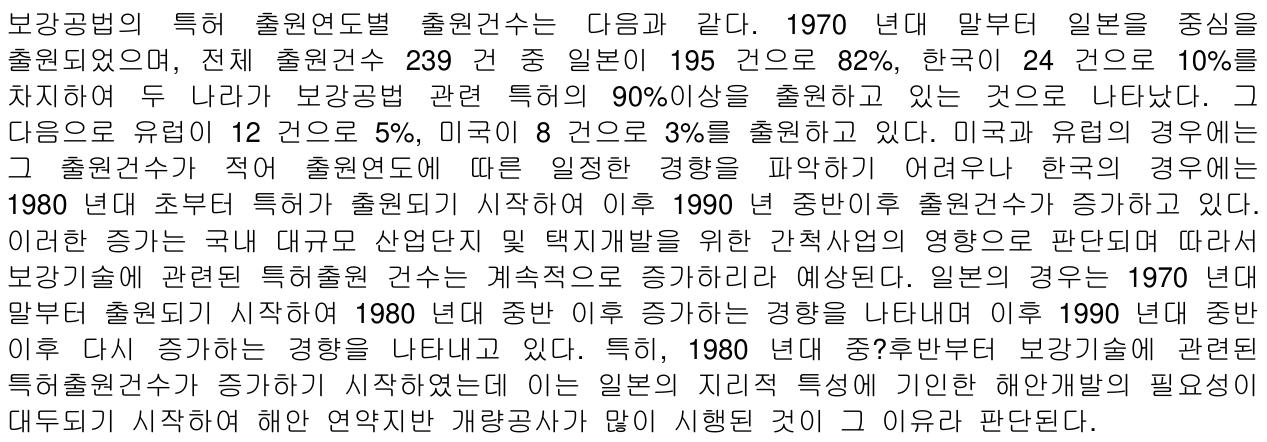 보강공법의 특허 출원연도별 출원건수는 다음과 같다. 1970 년대 말부터 일본을 중심을
출원되었으며, 전체 출원건수 239 건 중 일본이 195 건으로 82%, 한국이 24 건으로 10%를
차지하여 두 나라가 보강공법 관련 특허의 90%이상을 출원하고 있는 것으로 나타났다. 그
다음으로 유럽이 12 건으로 5%, 미국이 8 건으로 3%를 출원하고 있다. 미국과 유럽의 경우에는
그 출원건수가 적어 출원연도에 따른 일정한 경향을 파악하기 어려우나 한국의 경우에는
1980 년대 초부터 특허가 출원되기 시작하여 이후 1990 년 중반이후 출원건수가 증가하고 있다.
이러한 증가는 국내 대규모 산업단지 및 택지개발을 위한 간척사업의 영향으로 판단되며 따라서
보강기술에 관련된 특허출원 건수는 계속적으로 증가하리라 예상된다. 일본의 경우는 1970 년대
말부터 출원되기 시작하여 1980 년대 중반 이후 증가하는 경향을 나타내며 이후 1990 년대 중반
이후 다시 증가하는 경향을 나타내고 있다. 특히, 1980 년대 중?후반부터 보강기술에 관련된
특허출원건수가 증가하기 시작하였는데 이는 일본의 지리적 특성에 기인한 해안개발의 필요성이
대두되기 시작하여 해안 연약지반 개량공사가 많이 시행된 것이 그 이유라 판단된다.